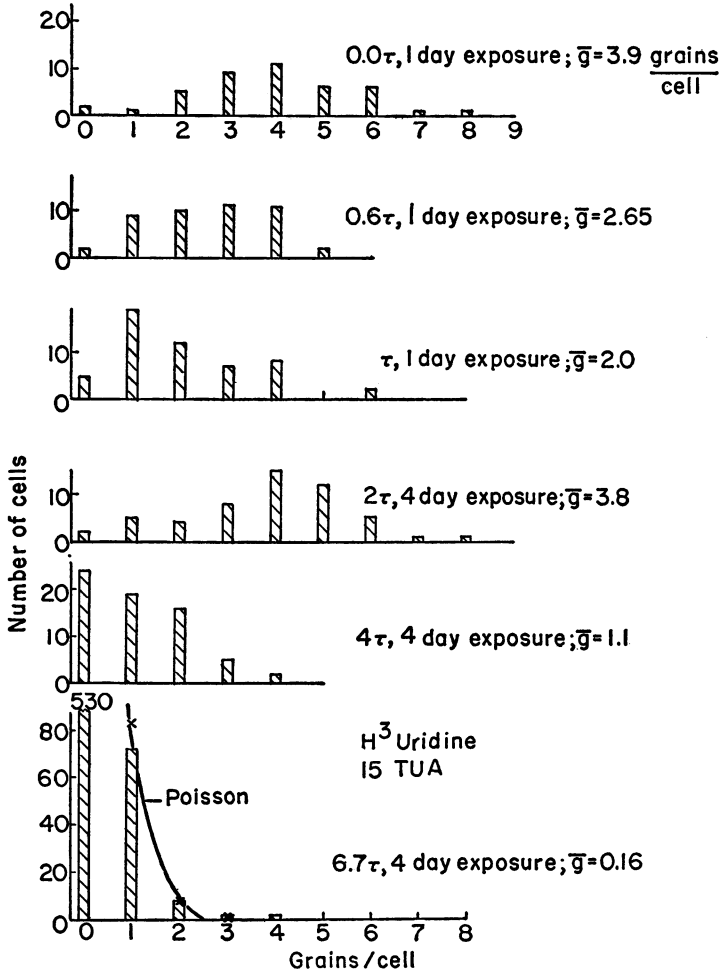 20
10
0
0.0τ, 1 day exposure; g̅=3.9 grains/cell
0 1 2 3 4 5 6 7 8 9
10
0
0.6τ, 1 day exposure; g̅=2.65
10
0
τ, 1 day exposure; g̅=2.0
Number of cells
10
0
2τ, 4 day exposure; g̅=3.8
20
10
0
4τ, 4 day exposure; g̅=1.1
530
80
60
40
20
0
H³ Uridine
15 TUA
Poisson
6.7τ, 4 day exposure; g̅=0.16
0 1 2 3 4 5 6 7 8
Grains/cell